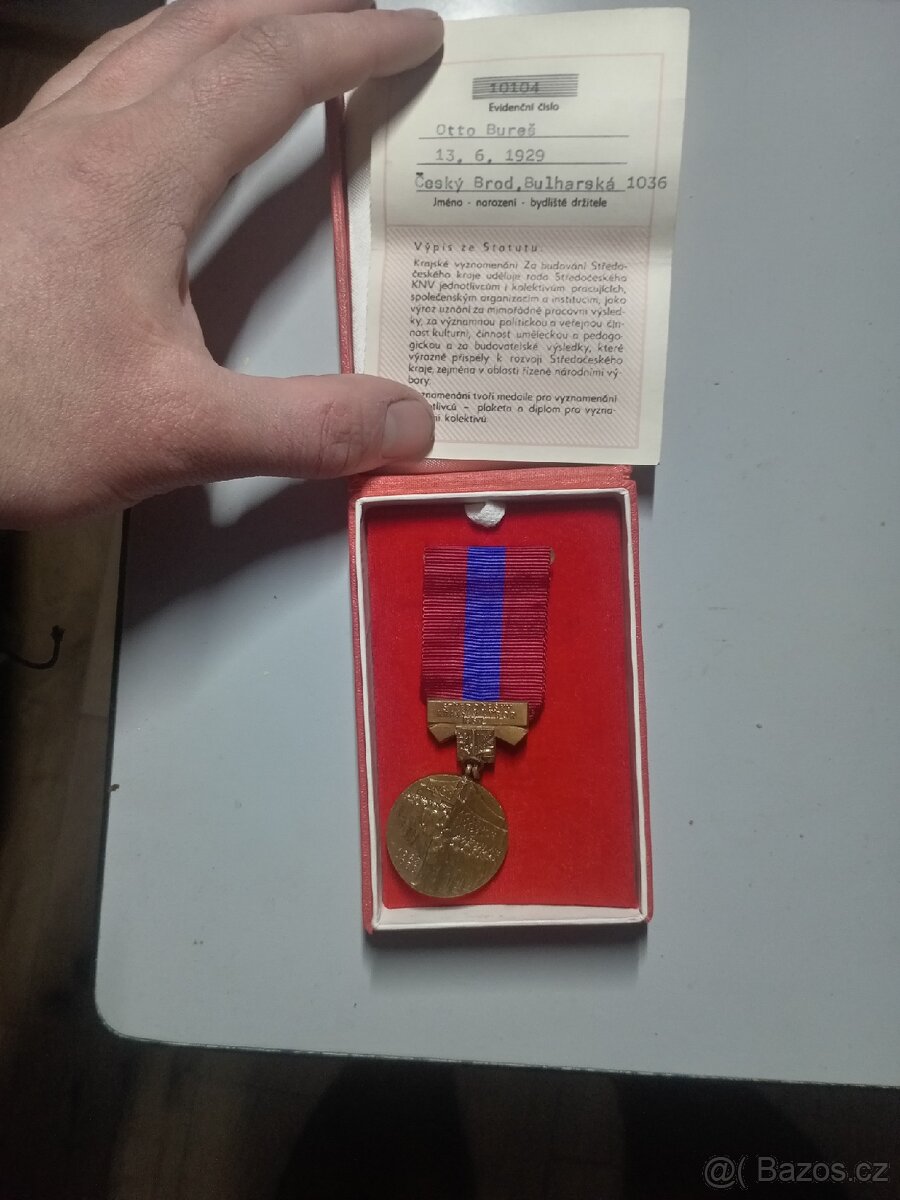 10104
Evidenční číslo
Otto Bureš
13, 6, 1929
Český Brod,Bulharská 1036
Jméno - narození - bydliště držitele
Výpis ze Statutu:
Krajské vyznamenání Za budování Středo-
českého kraje uděluje rada Středočeského
KNV jednotlivcům i kolektivům pracujících,
společenským organizacím a institucím, jako
výraz uznání za mimořádné pracovní výsled-
ky, za významnou politickou a veřejnou čin-
nost kulturní, činnost uměleckou a pedago-
gickou a za budovatelské výsledky, které
výrazně přispěly k rozvoji Středočeského
kraje, zejména v oblasti řízené národními vý-
bory.
znamenání tvoří medaile pro vyznamenání
tlivců - plaketa a diplom pro vyzna-
ní kolektivů.
@( Bazos.cz